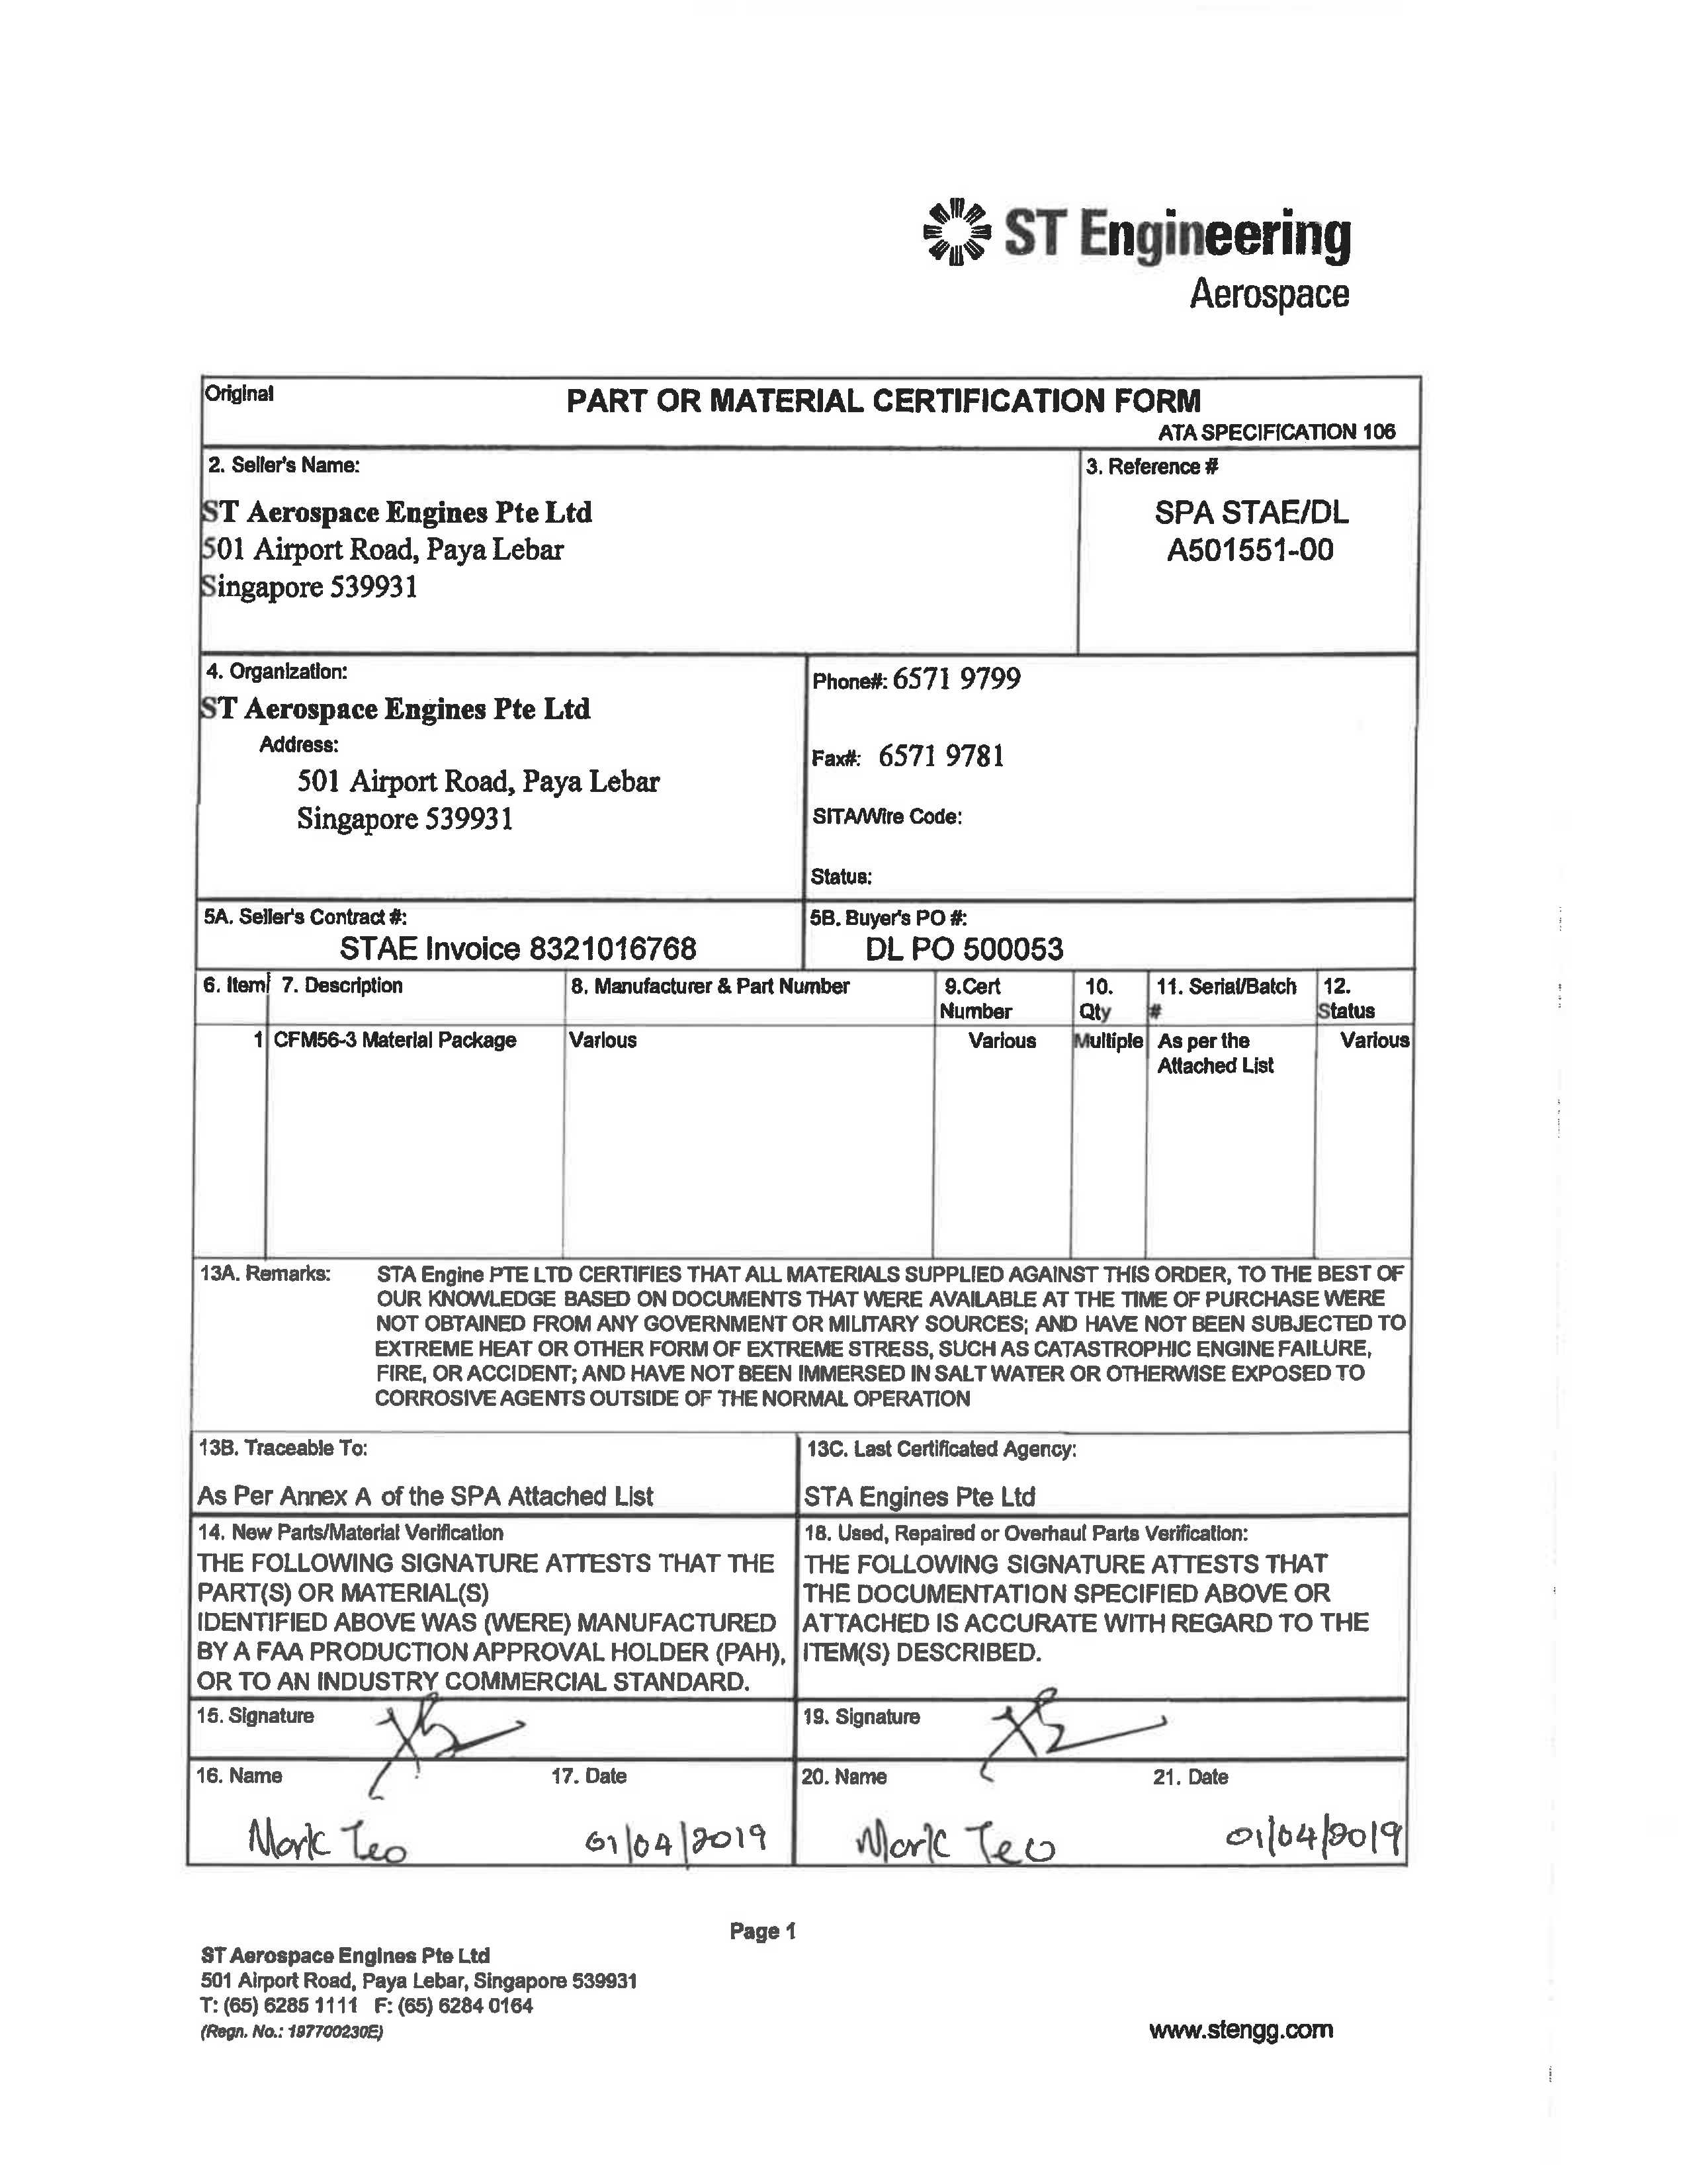 ST Engineering
Aerospace
Original
PART OR MATERIAL CERTIFICATION FORM
ATA SPECIFICATION 106
2. Seller's Name:
ST Aerospace Engines Pte Ltd
501 Airport Road, Paya Lebar
Singapore 539931
3. Reference #
SPA STAE/DL
A501551-00
4. Organization:
ST Aerospace Engines Pte Ltd
Address:
501 Airport Road, Paya Lebar
Singapore 539931
Phone#: 6571 9799
Fax#: 6571 9781
SITA/Wire Code:
Status:
5A. Seller's Contract #:
STAE Invoice 8321016768
5B. Buyer's PO #:
DL PO 500053
6. Item 7. Description 8. Manufacturer & Part Number 9.Cert Number 10. Qty 11. Serial/Batch # 12. Status
1 CFM56-3 Material Package Various Various Multiple As per the Attached List Various
13A. Remarks: STA Engine PTE LTD CERTIFIES THAT ALL MATERIALS SUPPLIED AGAINST THIS ORDER, TO THE BEST OF
OUR KNOWLEDGE BASED ON DOCUMENTS THAT WERE AVAILABLE AT THE TIME OF PURCHASE WERE
NOT OBTAINED FROM ANY GOVERNMENT OR MILITARY SOURCES; AND HAVE NOT BEEN SUBJECTED TO
EXTREME HEAT OR OTHER FORM OF EXTREME STRESS, SUCH AS CATASTROPHIC ENGINE FAILURE,
FIRE, OR ACCIDENT; AND HAVE NOT BEEN IMMERSED IN SALT WATER OR OTHERWISE EXPOSED TO
CORROSIVE AGENTS OUTSIDE OF THE NORMAL OPERATION
13B. Traceable To:
As Per Annex A of the SPA Attached List
13C. Last Certificated Agency:
STA Engines Pte Ltd
14. New Parts/Material Verification
THE FOLLOWING SIGNATURE ATTESTS THAT THE
PART(S) OR MATERIAL(S)
IDENTIFIED ABOVE WAS (WERE) MANUFACTURED
BY A FAA PRODUCTION APPROVAL HOLDER (PAH),
OR TO AN INDUSTRY COMMERCIAL STANDARD.
18. Used, Repaired or Overhaul Parts Verification:
THE FOLLOWING SIGNATURE ATTESTS THAT
THE DOCUMENTATION SPECIFIED ABOVE OR
ATTACHED IS ACCURATE WITH REGARD TO THE
ITEM(S) DESCRIBED.
15. Signature
19. Signature
16. Name 17. Date
Mark Teo 01/04/2019
20. Name 21. Date
Mark Teo 01/04/2019
Page 1
ST Aerospace Engines Pte Ltd
501 Airport Road, Paya Lebar, Singapore 539931
T: (65) 6285 1111 F: (65) 6284 0164
(Regn. No.: 197700230E)
www.stengg.com